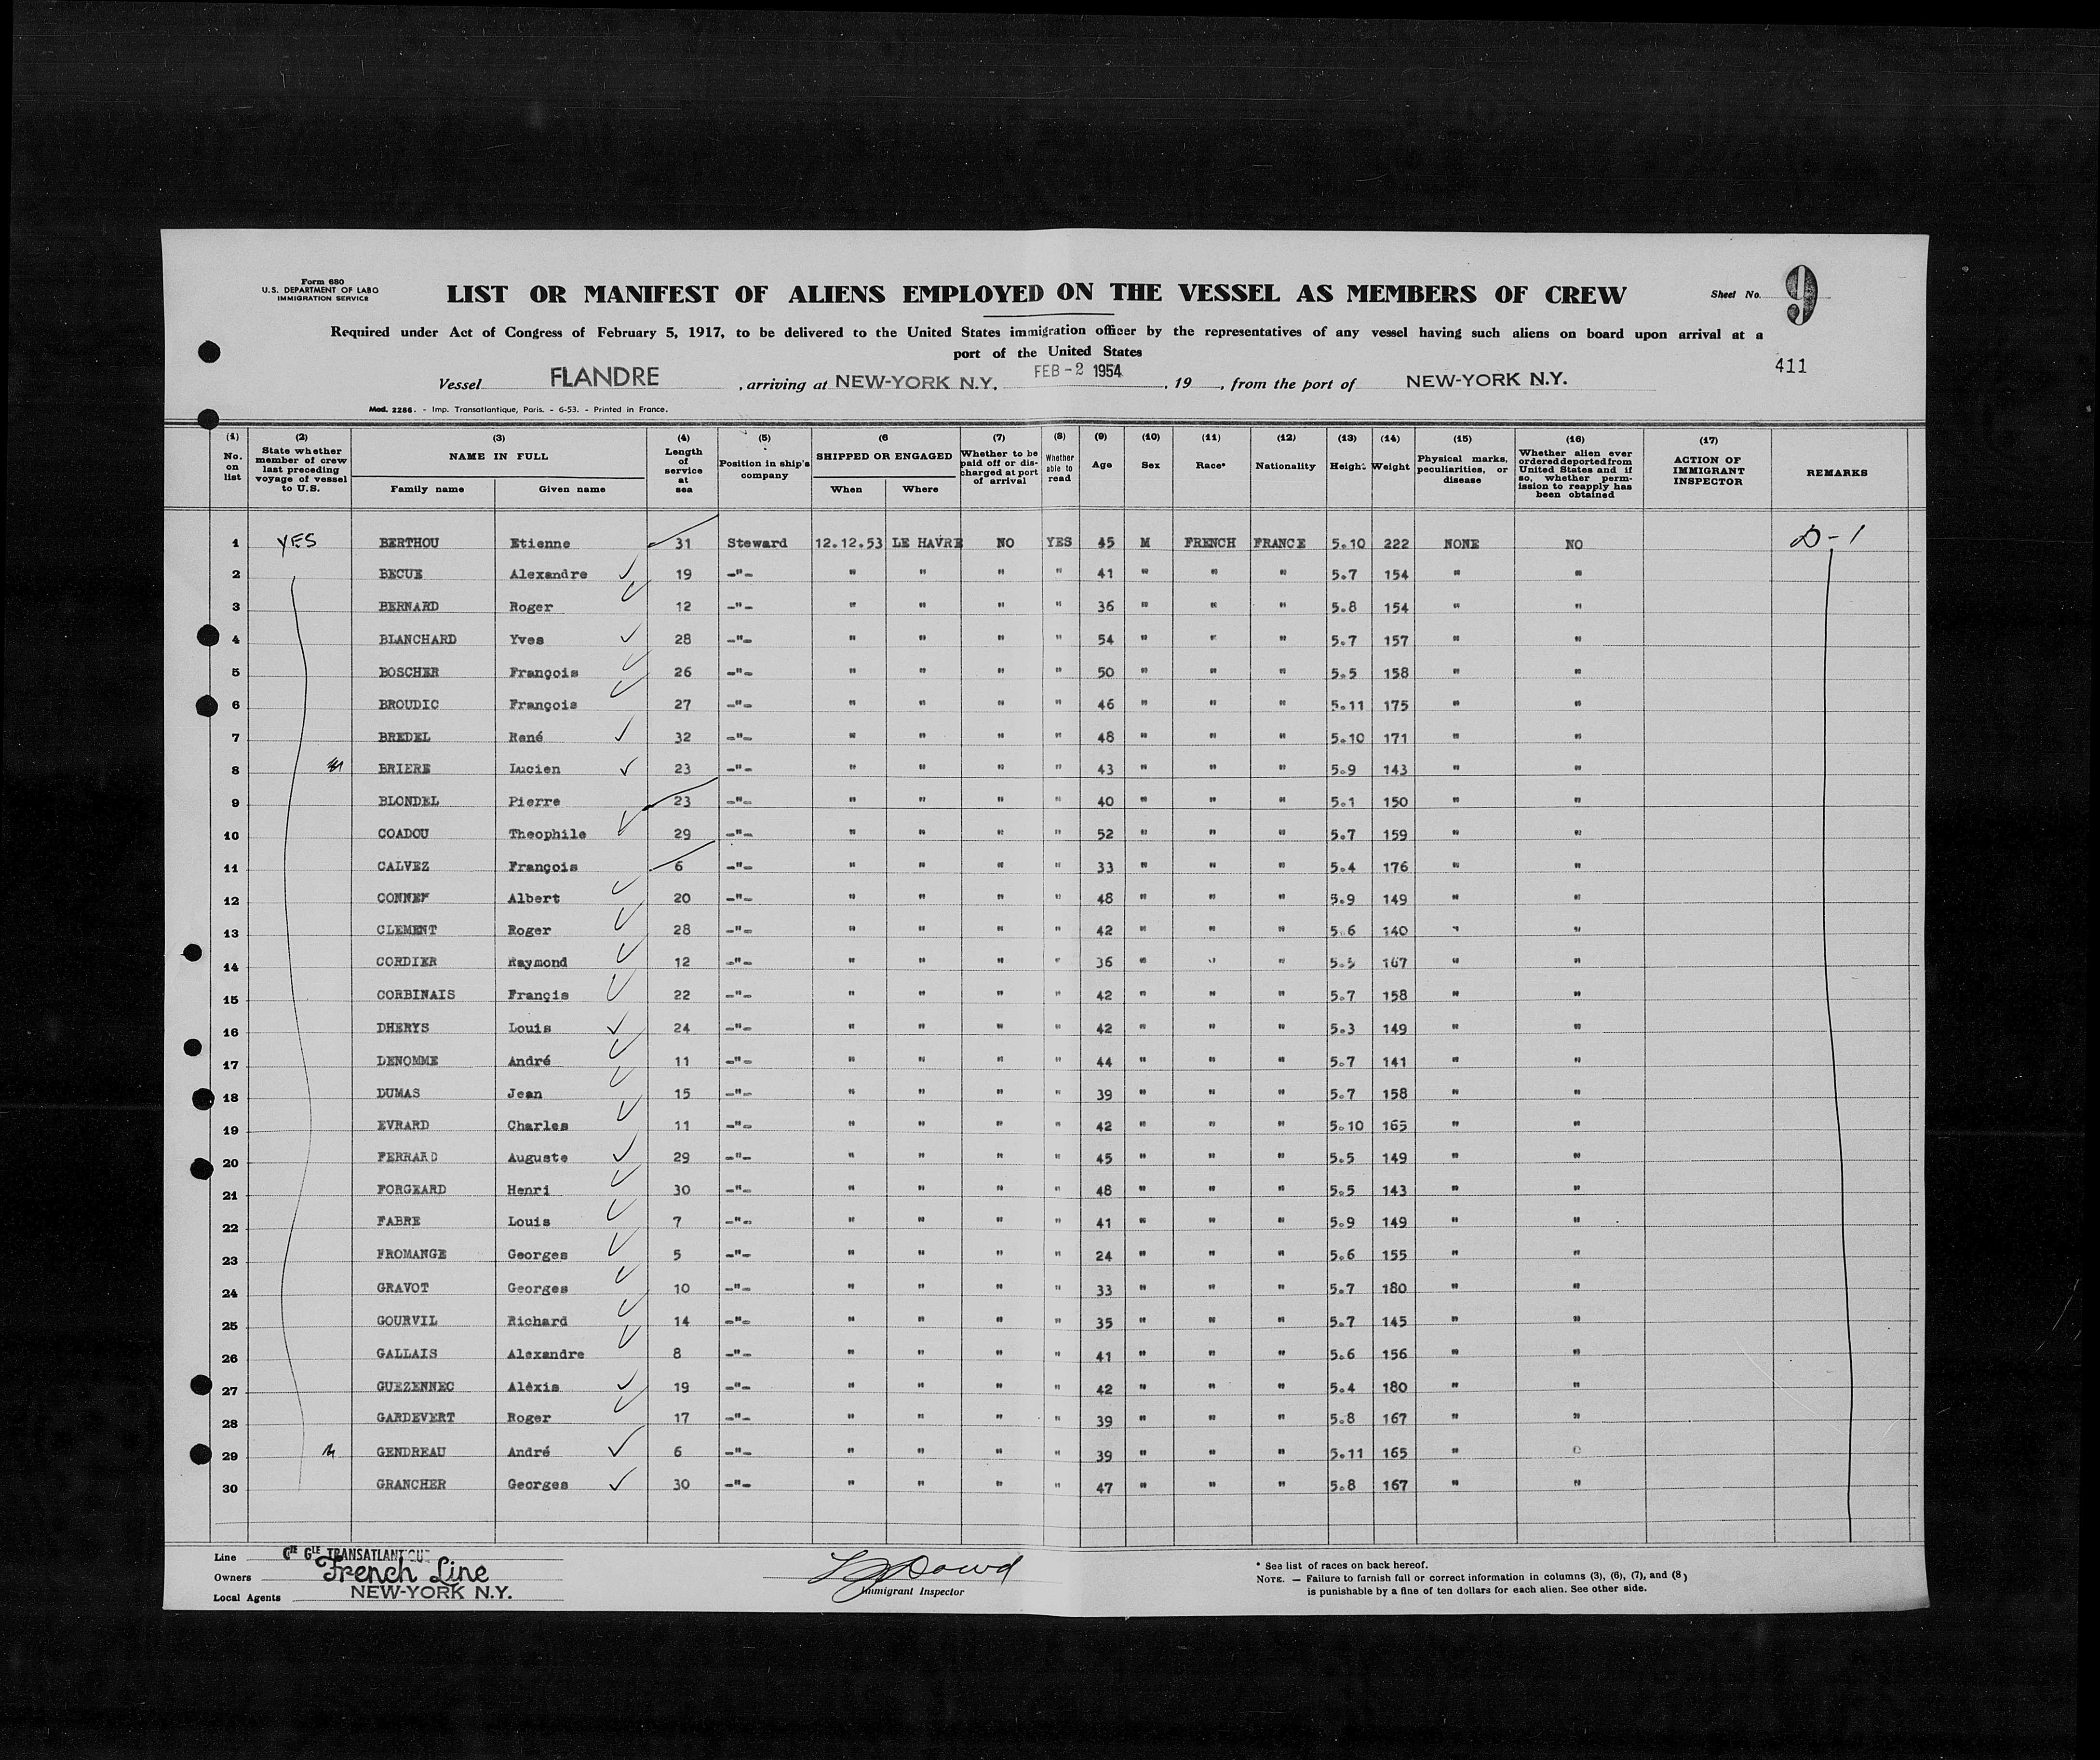 Form 680
U.S. DEPARTMENT OF LABO
IMMIGRATION SERVICE
LIST OR MANIFEST OF ALIENS EMPLOYED ON THE VESSEL AS MEMBERS OF CREW
Sheet No. 9
Required under Act of Congress of February 5, 1917, to be delivered to the United States immigration officer by the representatives of any vessel having such aliens on board upon arrival at a
port of the United States
411
Vessel FLANDRE , arriving at NEW-YORK N.Y. FEB-2 1954 , 19 , from the port of NEW-YORK N.Y.
Mod. 2286. - Imp. Transatlantique, Paris. - 6-53. - Printed in France.
(1) No. on list
(2) State whether member of crew last preceding voyage of vessel to U.S.
(3) NAME IN FULL Family name Given name
(4) Length of service at sea
(5) Position in ship's company
(6 SHIPPED OR ENGAGED When Where
(7) Whether to be paid off or discharged at port of arrival
(8) Whether able to read
(9) Age
(10) Sex
(11) Race*
(12) Nationality
(13) Height
(14) Weight
(15) Physical marks, peculiarities, or disease
(16) Whether alien ever ordered deported from United States and if so, whether permission to reapply has been obtained
(17) ACTION OF IMMIGRANT INSPECTOR
REMARKS
1 YES BERTHOU Etienne 31 Steward 12.12.53 LE HAVRE NO YES 45 M FRENCH FRANCE 5.10 222 NONE NO D-1
2 BECUE Alexandre 19 -"- " " " " 41 " " " 5.7 154 " "
3 BERNARD Roger 12 -"- " " " " 36 " " " 5.8 154 " "
4 BLANCHARD Yves 28 -"- " " " " 54 " " " 5.7 157 " "
5 BOSCHER François 26 -"- " " " " 50 " " " 5.5 158 " "
6 BROUDIC François 27 -"- " " " " 46 " " " 5.11 175 " "
7 BREDEL René 32 -"- " " " " 48 " " " 5.10 171 " "
8 BRIERE Lucien 23 -"- " " " " 43 " " " 5.9 143 " "
9 BLONDEL Pierre 23 -"- " " " " 40 " " " 5.1 150 " "
10 COADOU Theophile 29 -"- " " " " 52 " " " 5.7 159 " "
11 CALVEZ François 6 -"- " " " " 33 " " " 5.4 176 " "
12 CONNEF Albert 20 -"- " " " " 48 " " " 5.9 149 " "
13 CLEMENT Roger 28 -"- " " " " 42 " " " 5.6 140 " "
14 CORDIER Raymond 12 -"- " " " " 36 " " " 5.5 167 " "
15 CORBINAIS Françis 22 -"- " " " " 42 " " " 5.7 158 " "
16 DHERYS Louis 24 -"- " " " " 42 " " " 5.3 149 " "
17 DENOMME André 11 -"- " " " " 44 " " " 5.7 141 " "
18 DUMAS Jean 15 -"- " " " " 39 " " " 5.7 158 " "
19 EVRARD Charles 11 -"- " " " " 42 " " " 5.10 165 " "
20 FERRARD Auguste 29 -"- " " " " 45 " " " 5.5 149 " "
21 FORGEARD Henri 30 -"- " " " " 48 " " " 5.5 143 " "
22 FABRE Louis 7 -"- " " " " 41 " " " 5.9 149 " "
23 FROMANGE Georges 5 -"- " " " " 24 " " " 5.6 155 " "
24 GRAVOT Georges 10 -"- " " " " 33 " " " 5.7 180 " "
25 GOURVIL Richard 14 -"- " " " " 35 " " " 5.7 145 " "
26 GALLAIS Alexandre 8 -"- " " " " 41 " " " 5.6 156 " "
27 GUEZENNEC Aléxis 19 -"- " " " " 42 " " " 5.4 180 " "
28 GARDEVERT Roger 17 -"- " " " " 39 " " " 5.8 167 " "
29 GENDREAU André 6 -"- " " " " 39 " " " 5.11 165 "
30 GRANCHER Georges 30 -"- " " " " 47 " " " 5.8 167 " "
Line Cie Gle TRANSATLANTIQUE
Owners French Line
Local Agents NEW-YORK N.Y.
Dowd
Immigrant Inspector
* See list of races on back hereof.
NOTE. — Failure to furnish full or correct information in columns (3), (6), (7), and (8)
is punishable by a fine of ten dollars for each alien. See other side.